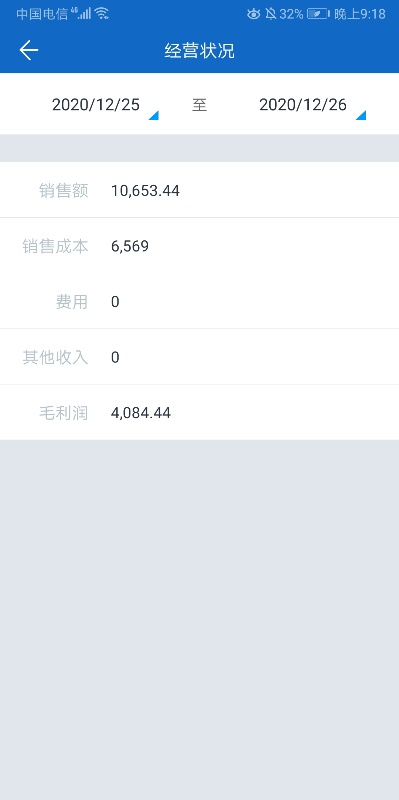 中国电信 4G 32% 晚上9:18
经营状况
2020/12/25 至 2020/12/26
销售额 10,653.44
销售成本 6,569
费用 0
其他收入 0
毛利润 4,084.44